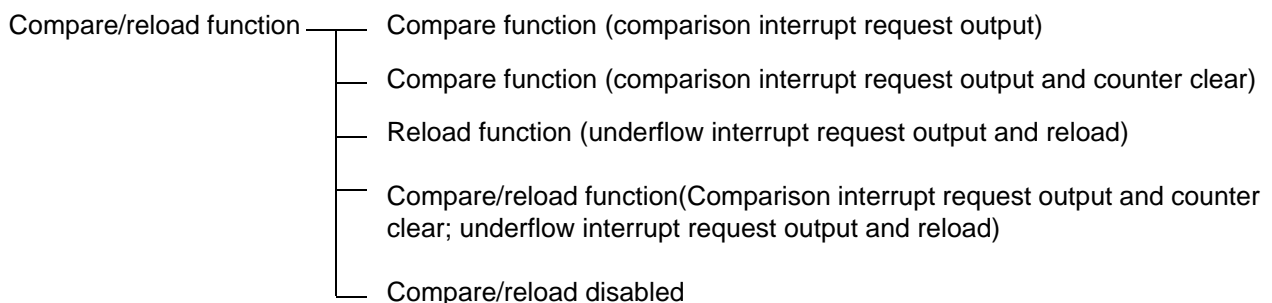 Compare/reload function
Compare function (comparison interrupt request output)
Compare function (comparison interrupt request output and counter clear)
Reload function (underflow interrupt request output and reload)
Compare/reload function(Comparison interrupt request output and counter
clear; underflow interrupt request output and reload)
Compare/reload disabled